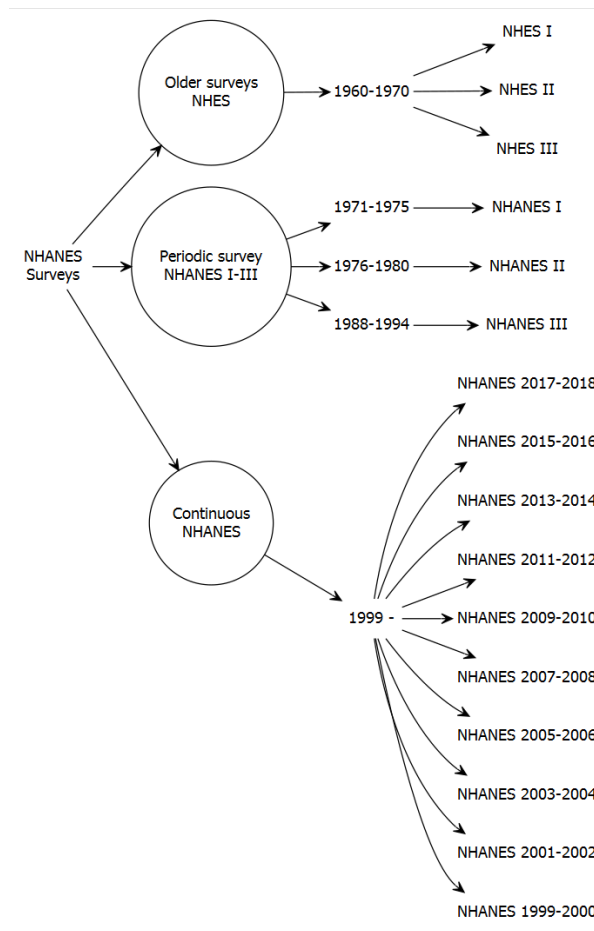 NHES I
Older surveys
NHES
1960-1970
NHES II
NHES III
1971-1975
NHANES I
NHANES
Surveys
Periodic survey
NHANES I-III
1976-1980
NHANES II
1988-1994
NHANES III
NHANES 2017-2018
NHANES 2015-2016
NHANES 2013-2014
Continuous
NHANES
NHANES 2011-2012
1999 -
NHANES 2009-2010
NHANES 2007-2008
NHANES 2005-2006
NHANES 2003-2004
NHANES 2001-2002
NHANES 1999-2000